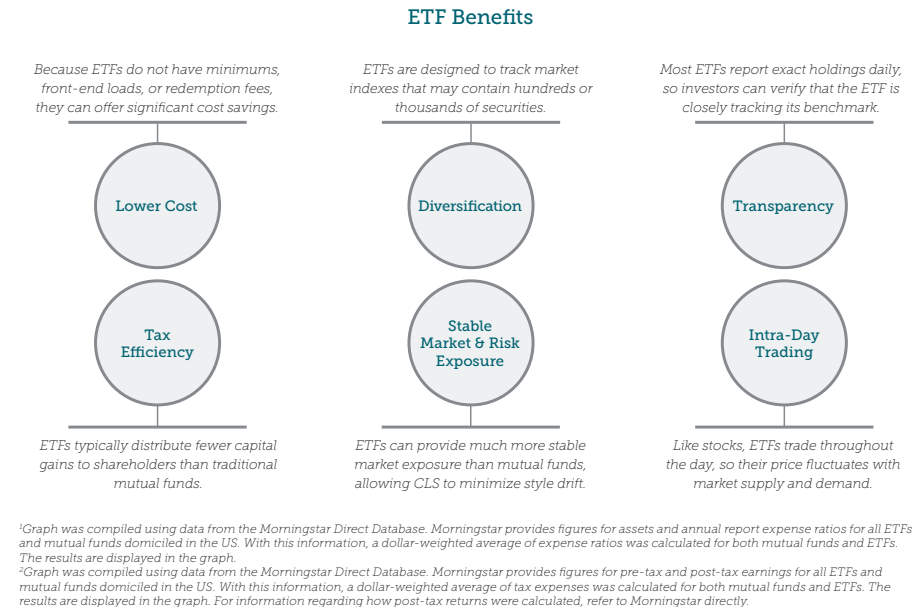 ETF Benefits
Because ETFs do not have minimums,
front-end loads, or redemption fees,
they can offer significant cost savings.
ETFs are designed to track market
indexes that may contain hundreds or
thousands of securities.
Most ETFs report exact holdings daily,
so investors can verify that the ETF is
closely tracking its benchmark.
Lower Cost
Diversification
Transparency
Tax
Efficiency
Stable
Market & Risk
Exposure
Intra-Day
Trading
ETFs typically distribute fewer capital
gains to shareholders than traditional
mutual funds.
ETFs can provide much more stable
market exposure than mutual funds,
allowing CLS to minimize style drift.
Like stocks, ETFs trade throughout
the day, so their price fluctuates with
market supply and demand.
¹Graph was compiled using data from the Morningstar Direct Database. Morningstar provides figures for assets and annual report expense ratios for all ETFs
and mutual funds domiciled in the US. With this information, a dollar-weighted average of expense ratios was calculated for both mutual funds and ETFs.
The results are displayed in the graph.
²Graph was compiled using data from the Morningstar Direct Database. Morningstar provides figures for pre-tax and post-tax earnings for all ETFs and
mutual funds domiciled in the US. With this information, a dollar-weighted average of tax expenses was calculated for both mutual funds and ETFs. The
results are displayed in the graph. For information regarding how post-tax returns were calculated, refer to Morningstar directly.